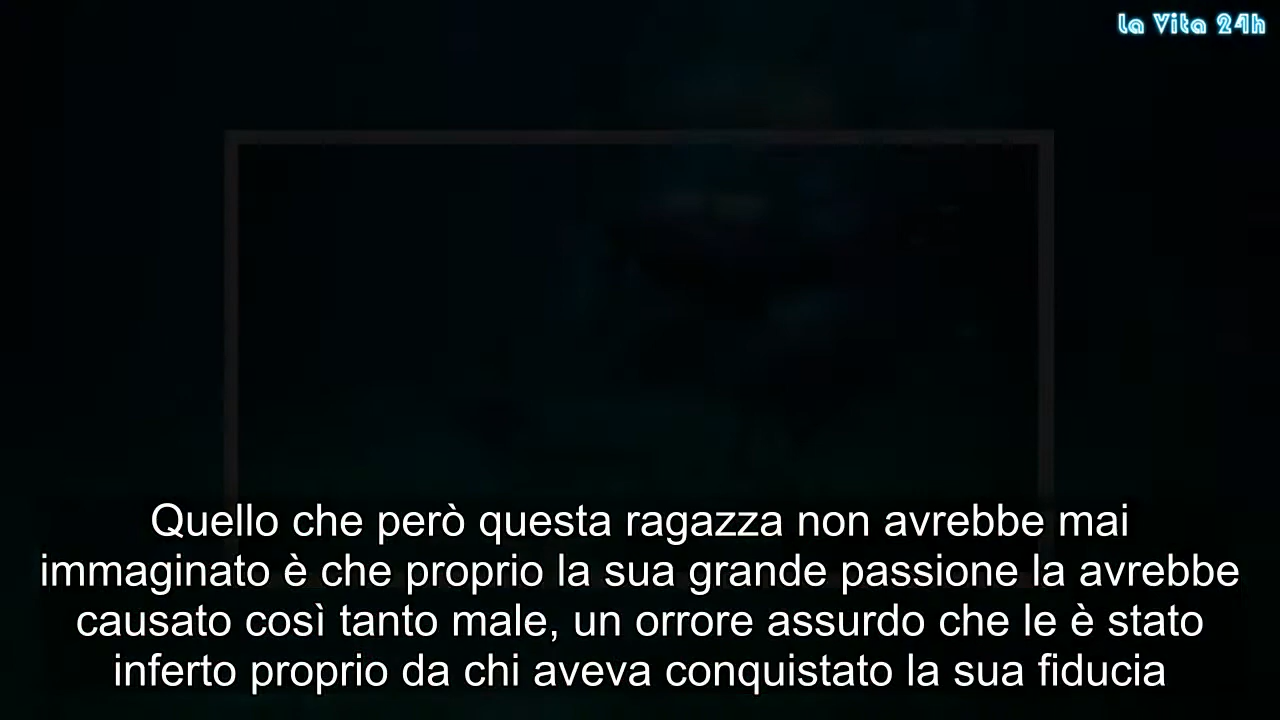 La Vita 24h
Quello che però questa ragazza non avrebbe mai
immaginato è che proprio la sua grande passione la avrebbe
causato così tanto male, un orrore assurdo che le è stato
inferto proprio da chi aveva conquistato la sua fiducia